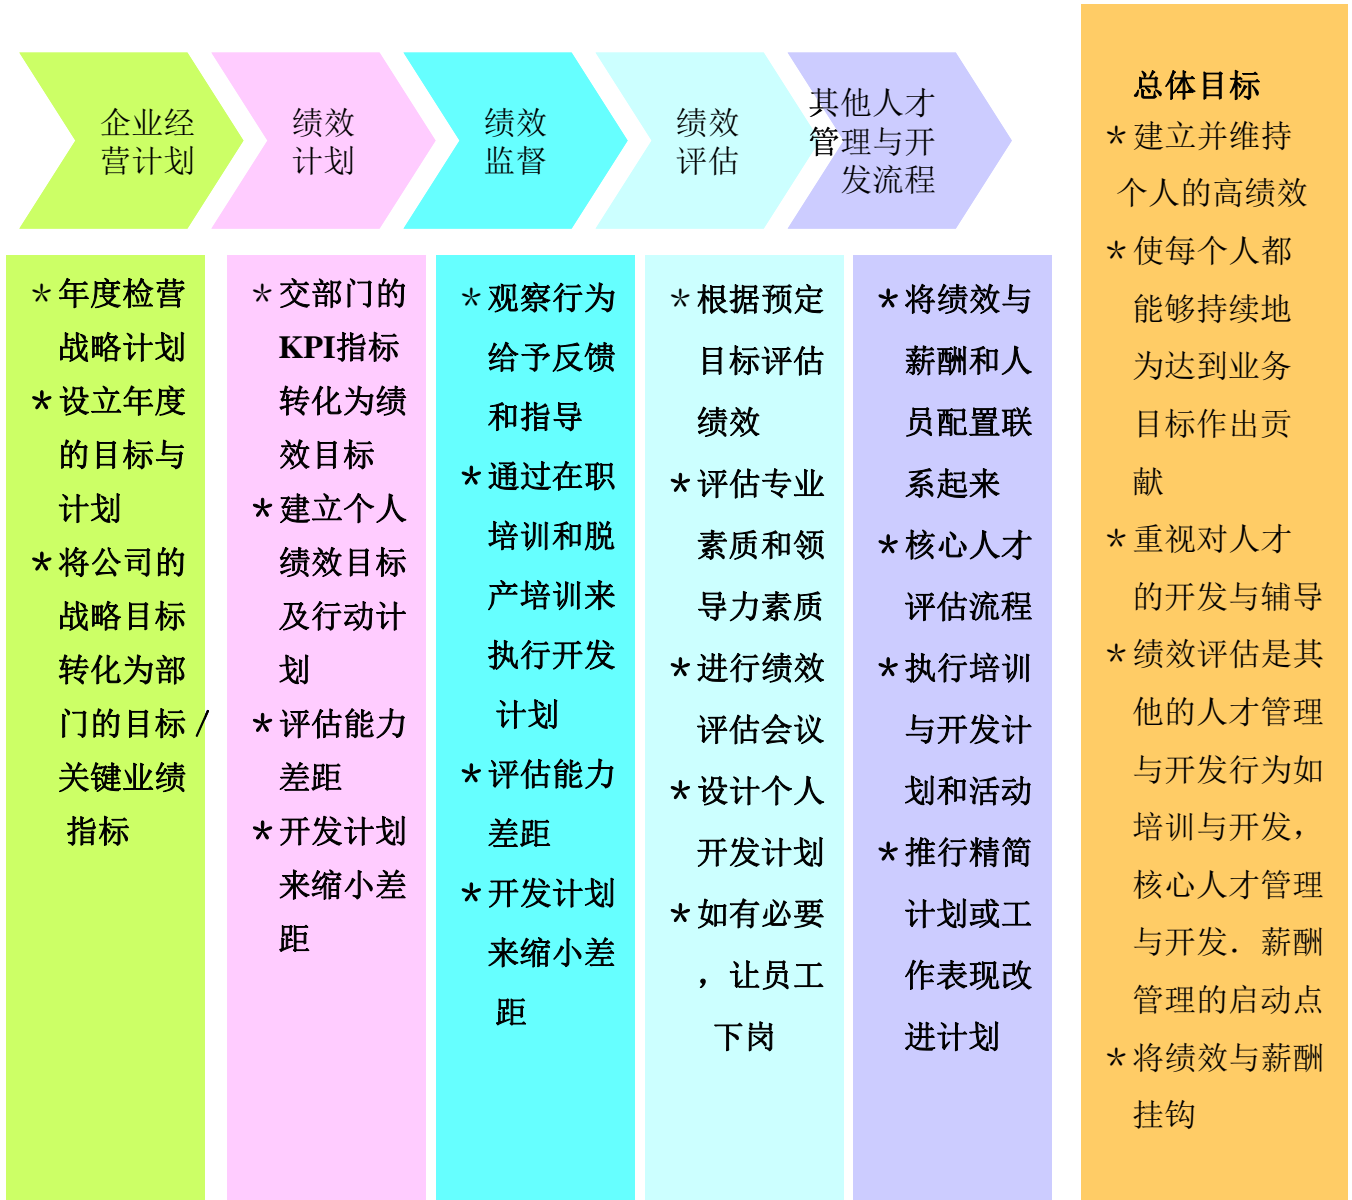 企业经
营计划
绩效
计划
绩效
监督
绩效
评估
其他人才
管理与开
发流程
*年度检营
战略计划
*设立年度
的目标与
计划
*将公司的
战略目标
转化为部
门的目标/
关键业绩
指标
*交部门的
KPI指标
转化为绩
效目标
*建立个人
绩效目标
及行动计
划
*评估能力
差距
*开发计划
来缩小差
距
*观察行为
给予反馈
和指导
*通过在职
培训和脱
产培训来
执行开发
计划
*评估能力
差距
*开发计划
来缩小差
距
*根据预定
目标评估
绩效
*评估专业
素质和领
导力素质
*进行绩效
评估会议
*设计个人
开发计划
*如有必要
，让员工
下岗
*将绩效与
薪酬和人
员配置联
系起来
*核心人才
评估流程
*执行培训
与开发计
划和活动
*推行精简
计划或工
作表现改
进计划
总体目标
*建立并维持
个人的高绩效
*使每个人都
能够持续地
为达到业务
目标作出贡
献
*重视对人才
的开发与辅导
*绩效评估是其
他的人才管理
与开发行为如
培训与开发，
核心人才管理
与开发．薪酬
管理的启动点
*将绩效与薪酬
挂钩